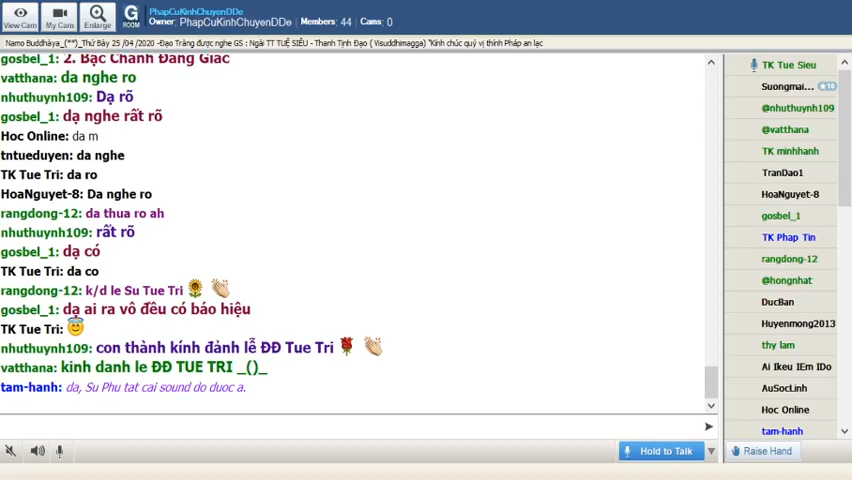 View Cam
My Cam
Enlarge
G
ROOM
PhapCuKinhChuyenDDe
Owner: PhapCuKinhChuyenDDe Members: 44 Cams: 0
Namo Buddhàya_(**)_Thứ Bảy 25 /04 /2020 -Đạo Tràng được nghe GS : Ngài TT TUỆ SIÊU - Thanh Tịnh Đạo ( Visuddhimagga) "Kính chúc quý vị thính Pháp an lạc
gosbel_1: 2. Bậc Chánh Đẳng Giác
vatthana: da nghe ro
nhuthuynh109: Dạ rõ
gosbel_1: dạ nghe rất rõ
Hoc Online: da m
tntueduyen: da nghe
TK Tue Tri: da ro
HoaNguyet-8: Da nghe ro
rangdong-12: da thua ro ah
nhuthuynh109: rất rõ
gosbel_1: dạ có
TK Tue Tri: da co
rangdong-12: k/d le Su Tue Tri
gosbel_1: dạ ai ra vô đều có báo hiệu
TK Tue Tri:
nhuthuynh109: con thành kính đảnh lễ ĐĐ Tue Tri
vatthana: kinh danh le ĐĐ TUE TRI _()_
tam-hanh: da, Su Phu tat cai sound do duoc a.
Hold to Talk
TK Tue Sieu
Suongmai...
10
@nhuthuynh109
@vatthana
TK minhhanh
TranDao1
HoaNguyet-8
gosbel_1
TK Phap Tin
rangdong-12
@hongnhat
DucBan
Huyenmong2013
thy lam
Ai Ikeu IEm IDo
AuSocLinh
Hoc Online
tam-hanh
Raise Hand